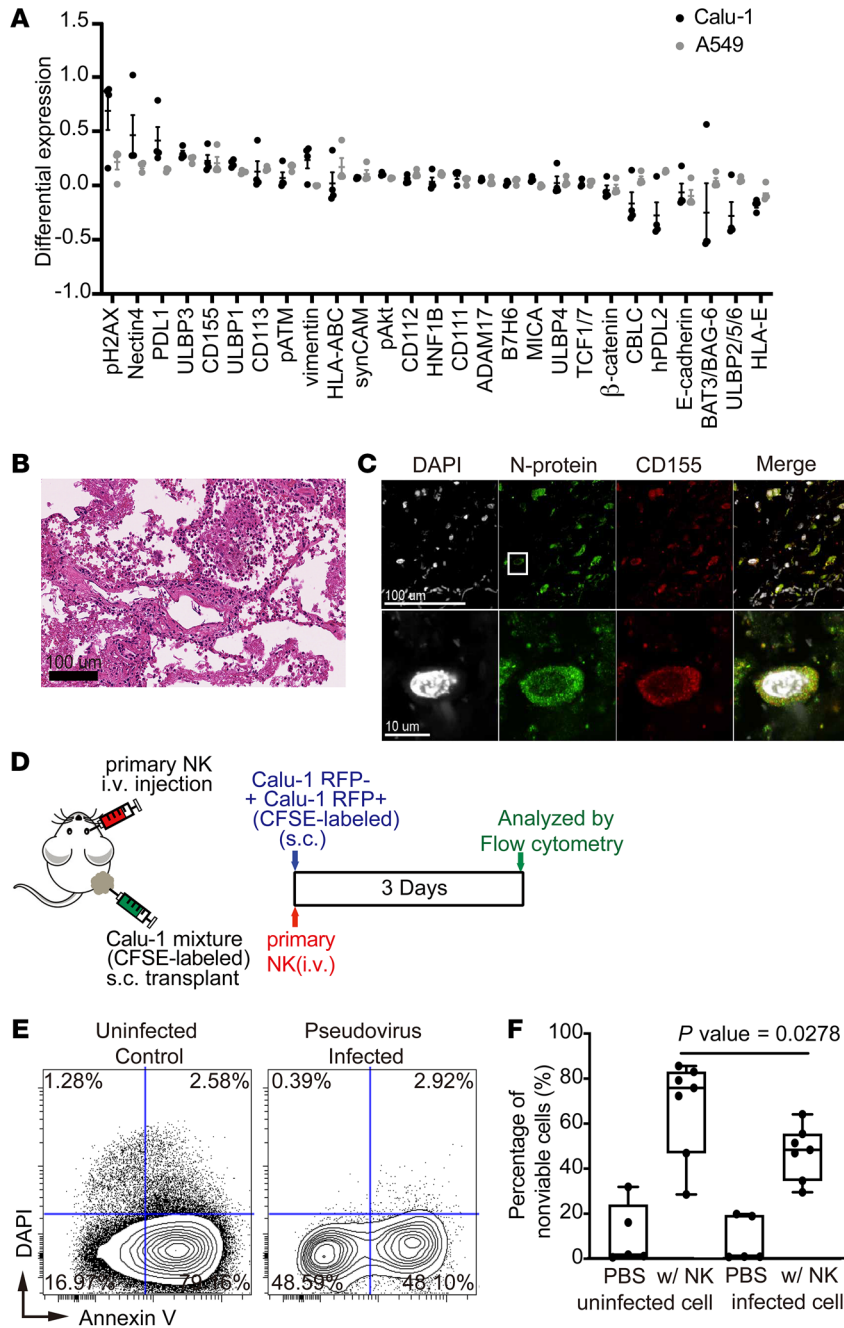 A
Calu-1
A549
Differential expression
1.5
1.0
0.5
0.0
-0.5
-1.0
pH2AX
Nectin4
PDL1
ULBP3
CD155
ULBP1
CD113
pATM
vimentin
HLA-ABC
synCAM
pAkt
CD112
HNF1B
CD111
ADAM17
B7H6
MICA
ULBP4
TCF1/7
β-catenin
CBLC
hPDL2
E-cadherin
BAT3/BAG-6
ULBP2/5/6
HLA-E
B
100 um
C
DAPI
N-protein
CD155
Merge
100 um
10 um
D
primary NK
i.v. injection
Calu-1 mixture
(CFSE-labeled)
s.c. transplant
Calu-1 RFP-
+ Calu-1 RFP+
(CFSE-labeled)
(s.c.)
Analyzed by
Flow cytometry
3 Days
primary
NK(i.v.)
E
Uninfected
Control
Pseudovirus
Infected
1.28%
2.58%
0.39%
2.92%
16.97%
48.59%
48.10%
DAPI
Annexin V
F
P value = 0.0278
Percentage of
nonviable cells (%)
100
80
60
40
20
0
PBS w/ NK PBS w/ NK
uninfected cell infected cell